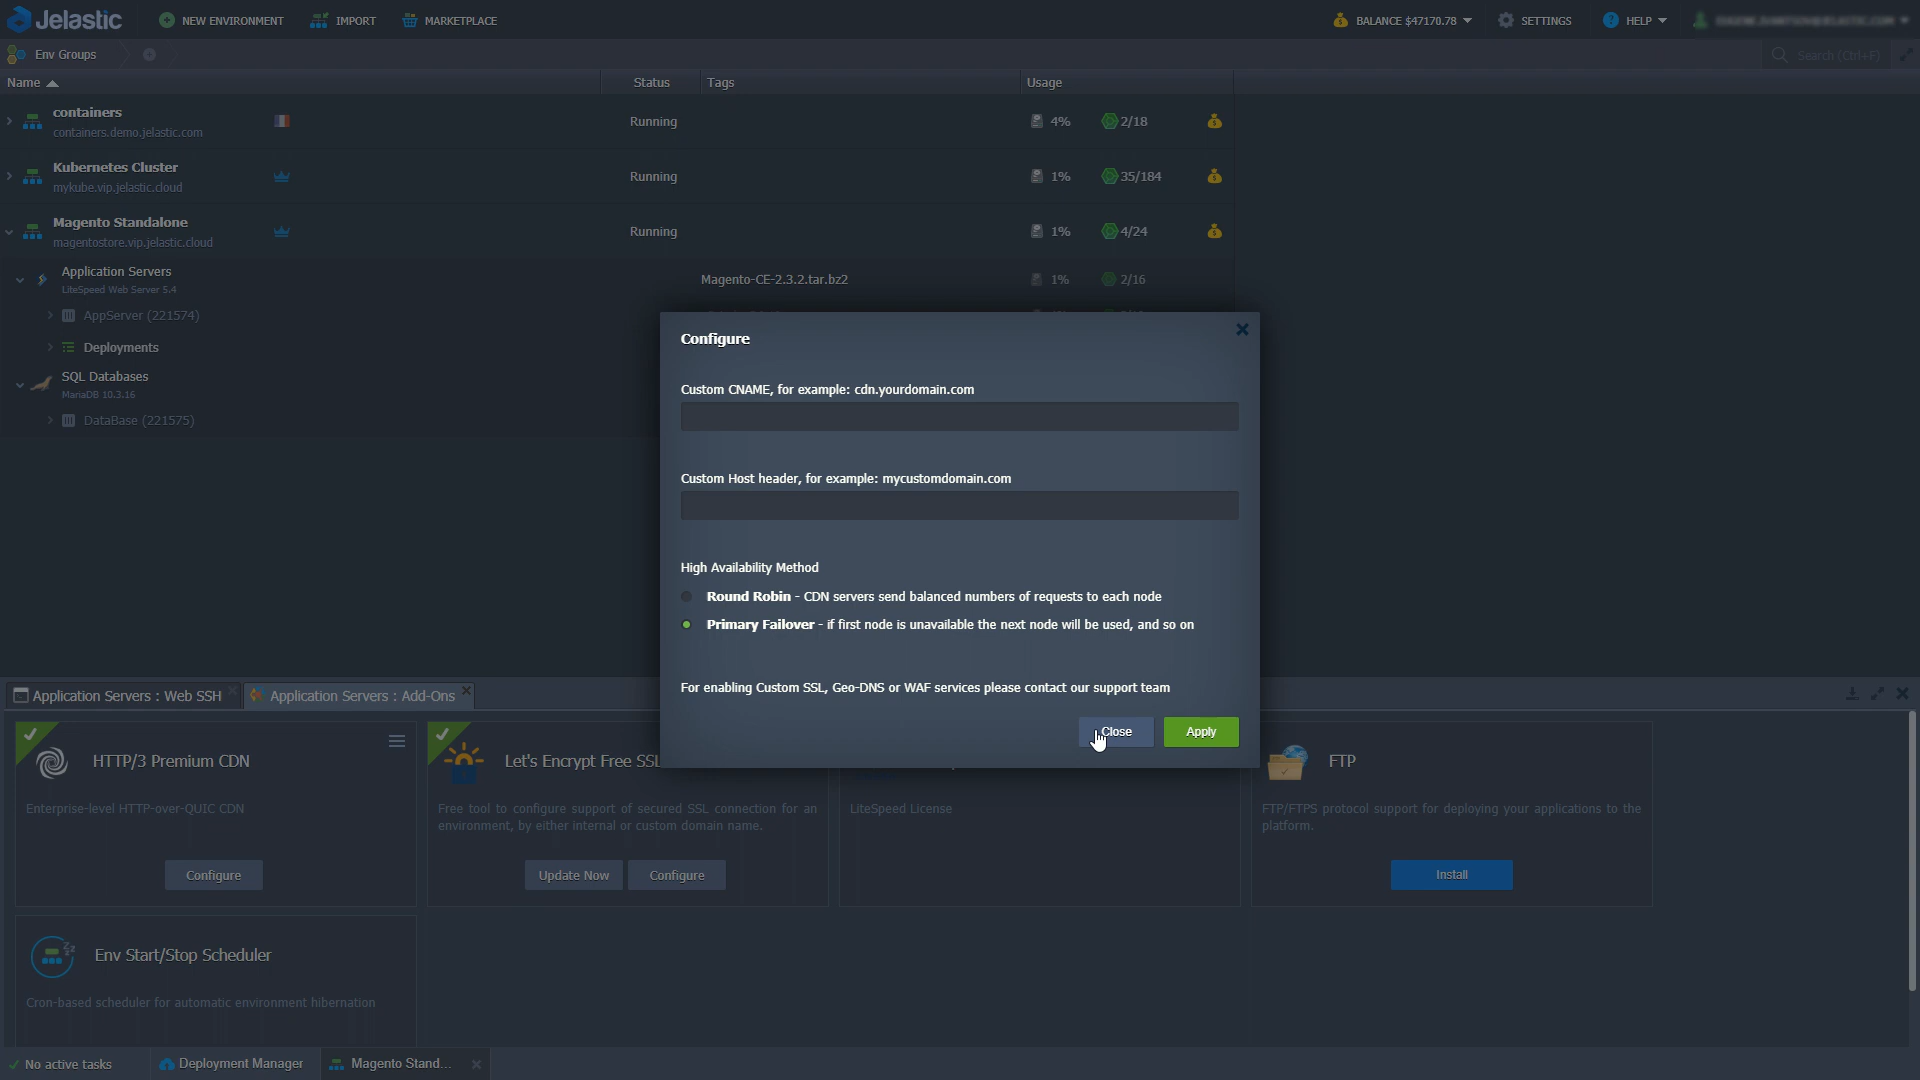 Jelastic
NEW ENVIRONMENT
IMPORT
MARKETPLACE
BALANCE $47170.78
SETTINGS
HELP
Env Groups
Search (Ctrl+F)
Name
Status
Tags
Usage
containers
containers.demo.jelastic.com
Running
4%
2/18
Kubernetes Cluster
mykube.vip.jelastic.cloud
Running
1%
35/184
Magento Standalone
magentostore.vip.jelastic.cloud
Running
1%
4/24
Application Servers
LiteSpeed Web Server 5.4
Magento-CE-2.3.2.tar.bz2
1%
2/16
AppServer (221574)
Deployments
SQL Databases
MariaDB 10.3.16
DataBase (221575)
Configure
Custom CNAME, for example: cdn.yourdomain.com
Custom Host header, for example: mycustomdomain.com
High Availability Method
Round Robin - CDN servers send balanced numbers of requests to each node
Primary Failover - if first node is unavailable the next node will be used, and so on
For enabling Custom SSL, Geo-DNS or WAF services please contact our support team
Close
Apply
Application Servers : Web SSH
Application Servers : Add-Ons
HTTP/3 Premium CDN
Enterprise-level HTTP-over-QUIC CDN
Configure
Let's Encrypt Free SSL
Free tool to configure support of secured SSL connection for an
environment, by either internal or custom domain name.
Update Now
Configure
LiteSpeed License
FTP
FTP/FTPS protocol support for deploying your applications to the
platform.
Install
Env Start/Stop Scheduler
Cron-based scheduler for automatic environment hibernation
No active tasks
Deployment Manager
Magento Stand...